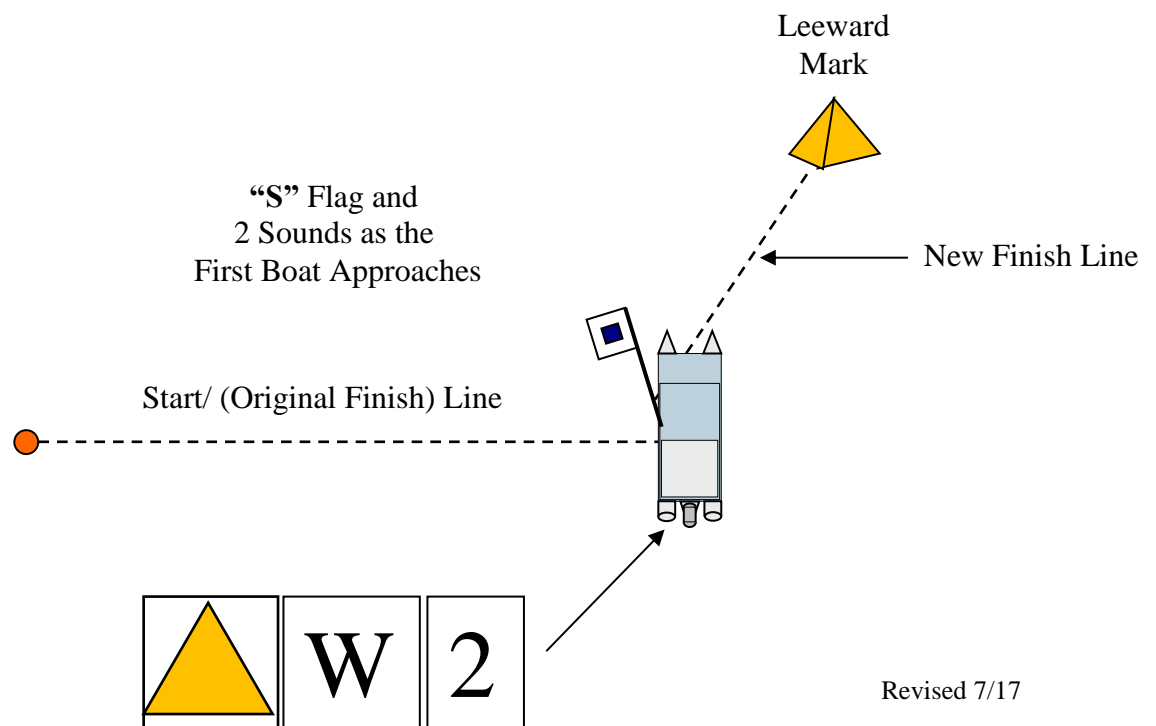 Leeward
Mark
“S” Flag and
2 Sounds as the
First Boat Approaches
New Finish Line
Start/ (Original Finish) Line
W 2
Revised 7/17